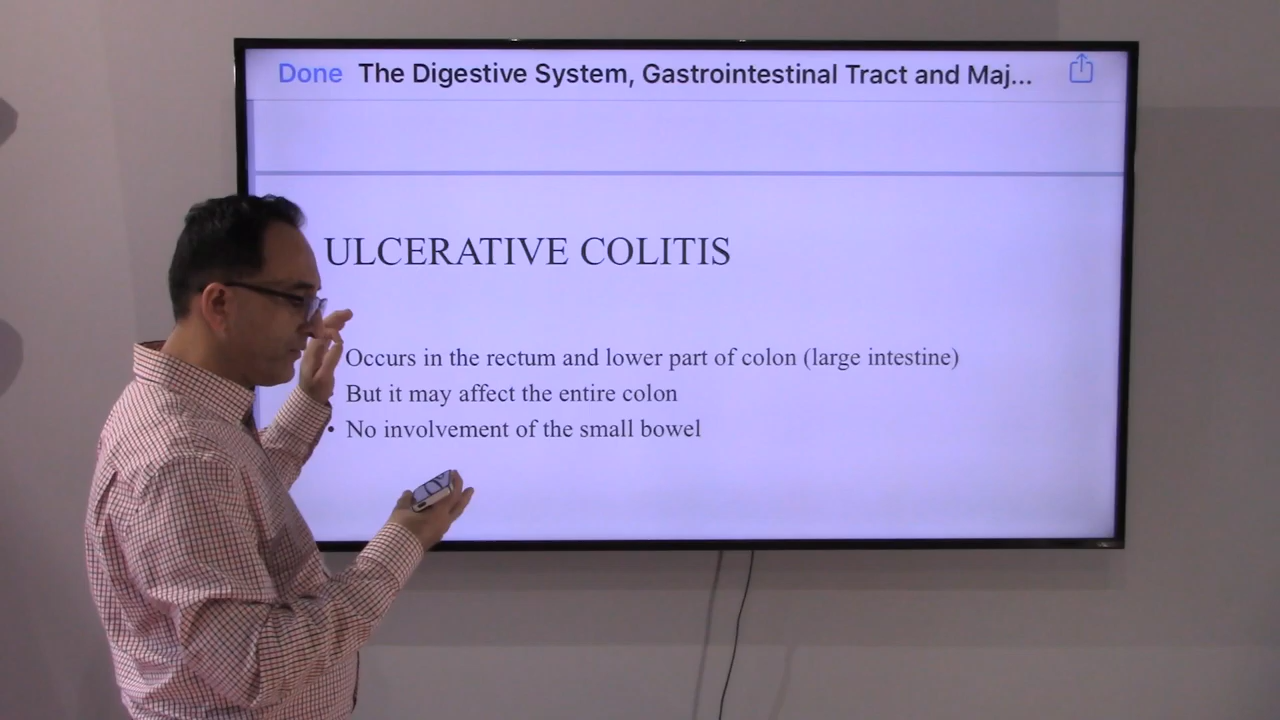 Done The Digestive System, Gastrointestinal Tract and Maj...
ULCERATIVE COLITIS
Occurs in the rectum and lower part of colon (large intestine)
But it may affect the entire colon
• No involvement of the small bowel